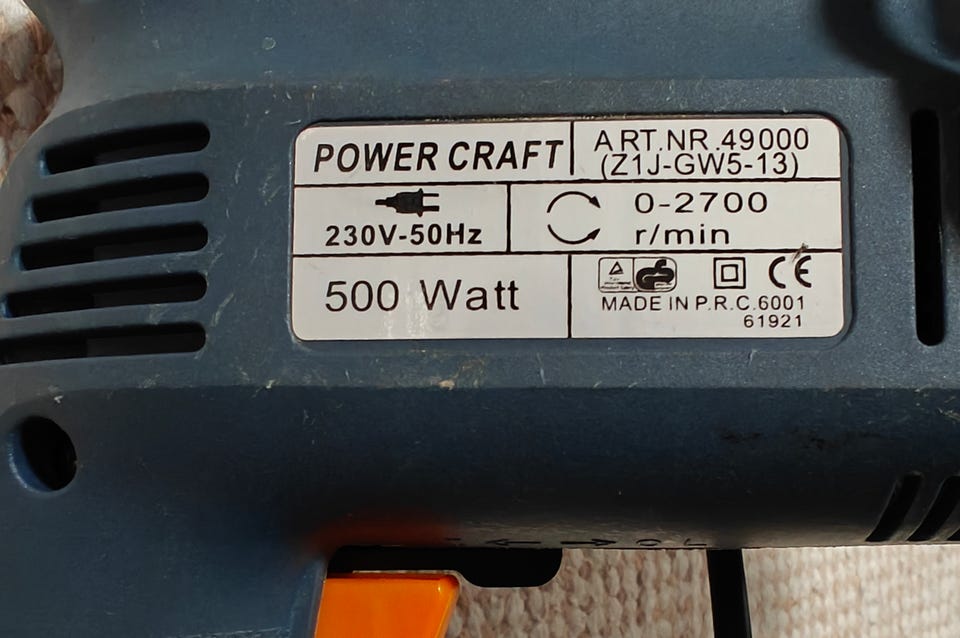 POWER CRAFT
ART.NR.49000
(Z1J-GW5-13)
230V-50Hz
0-2700
r/min
500 Watt
CE
MADE IN P.R.C.6001
61921